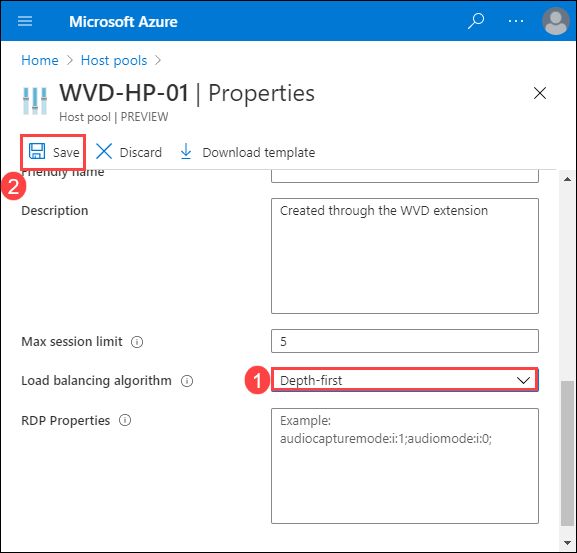 Microsoft Azure
Home > Host pools >
WVD-HP-01 | Properties
Host pool | PREVIEW
Save Discard Download template
2
Friendly name
Description
Created through the WVD extension
Max session limit
5
Load balancing algorithm
1
Depth-first
RDP Properties
Example:
audiocapturemode:i:1;audiomode:i:0;